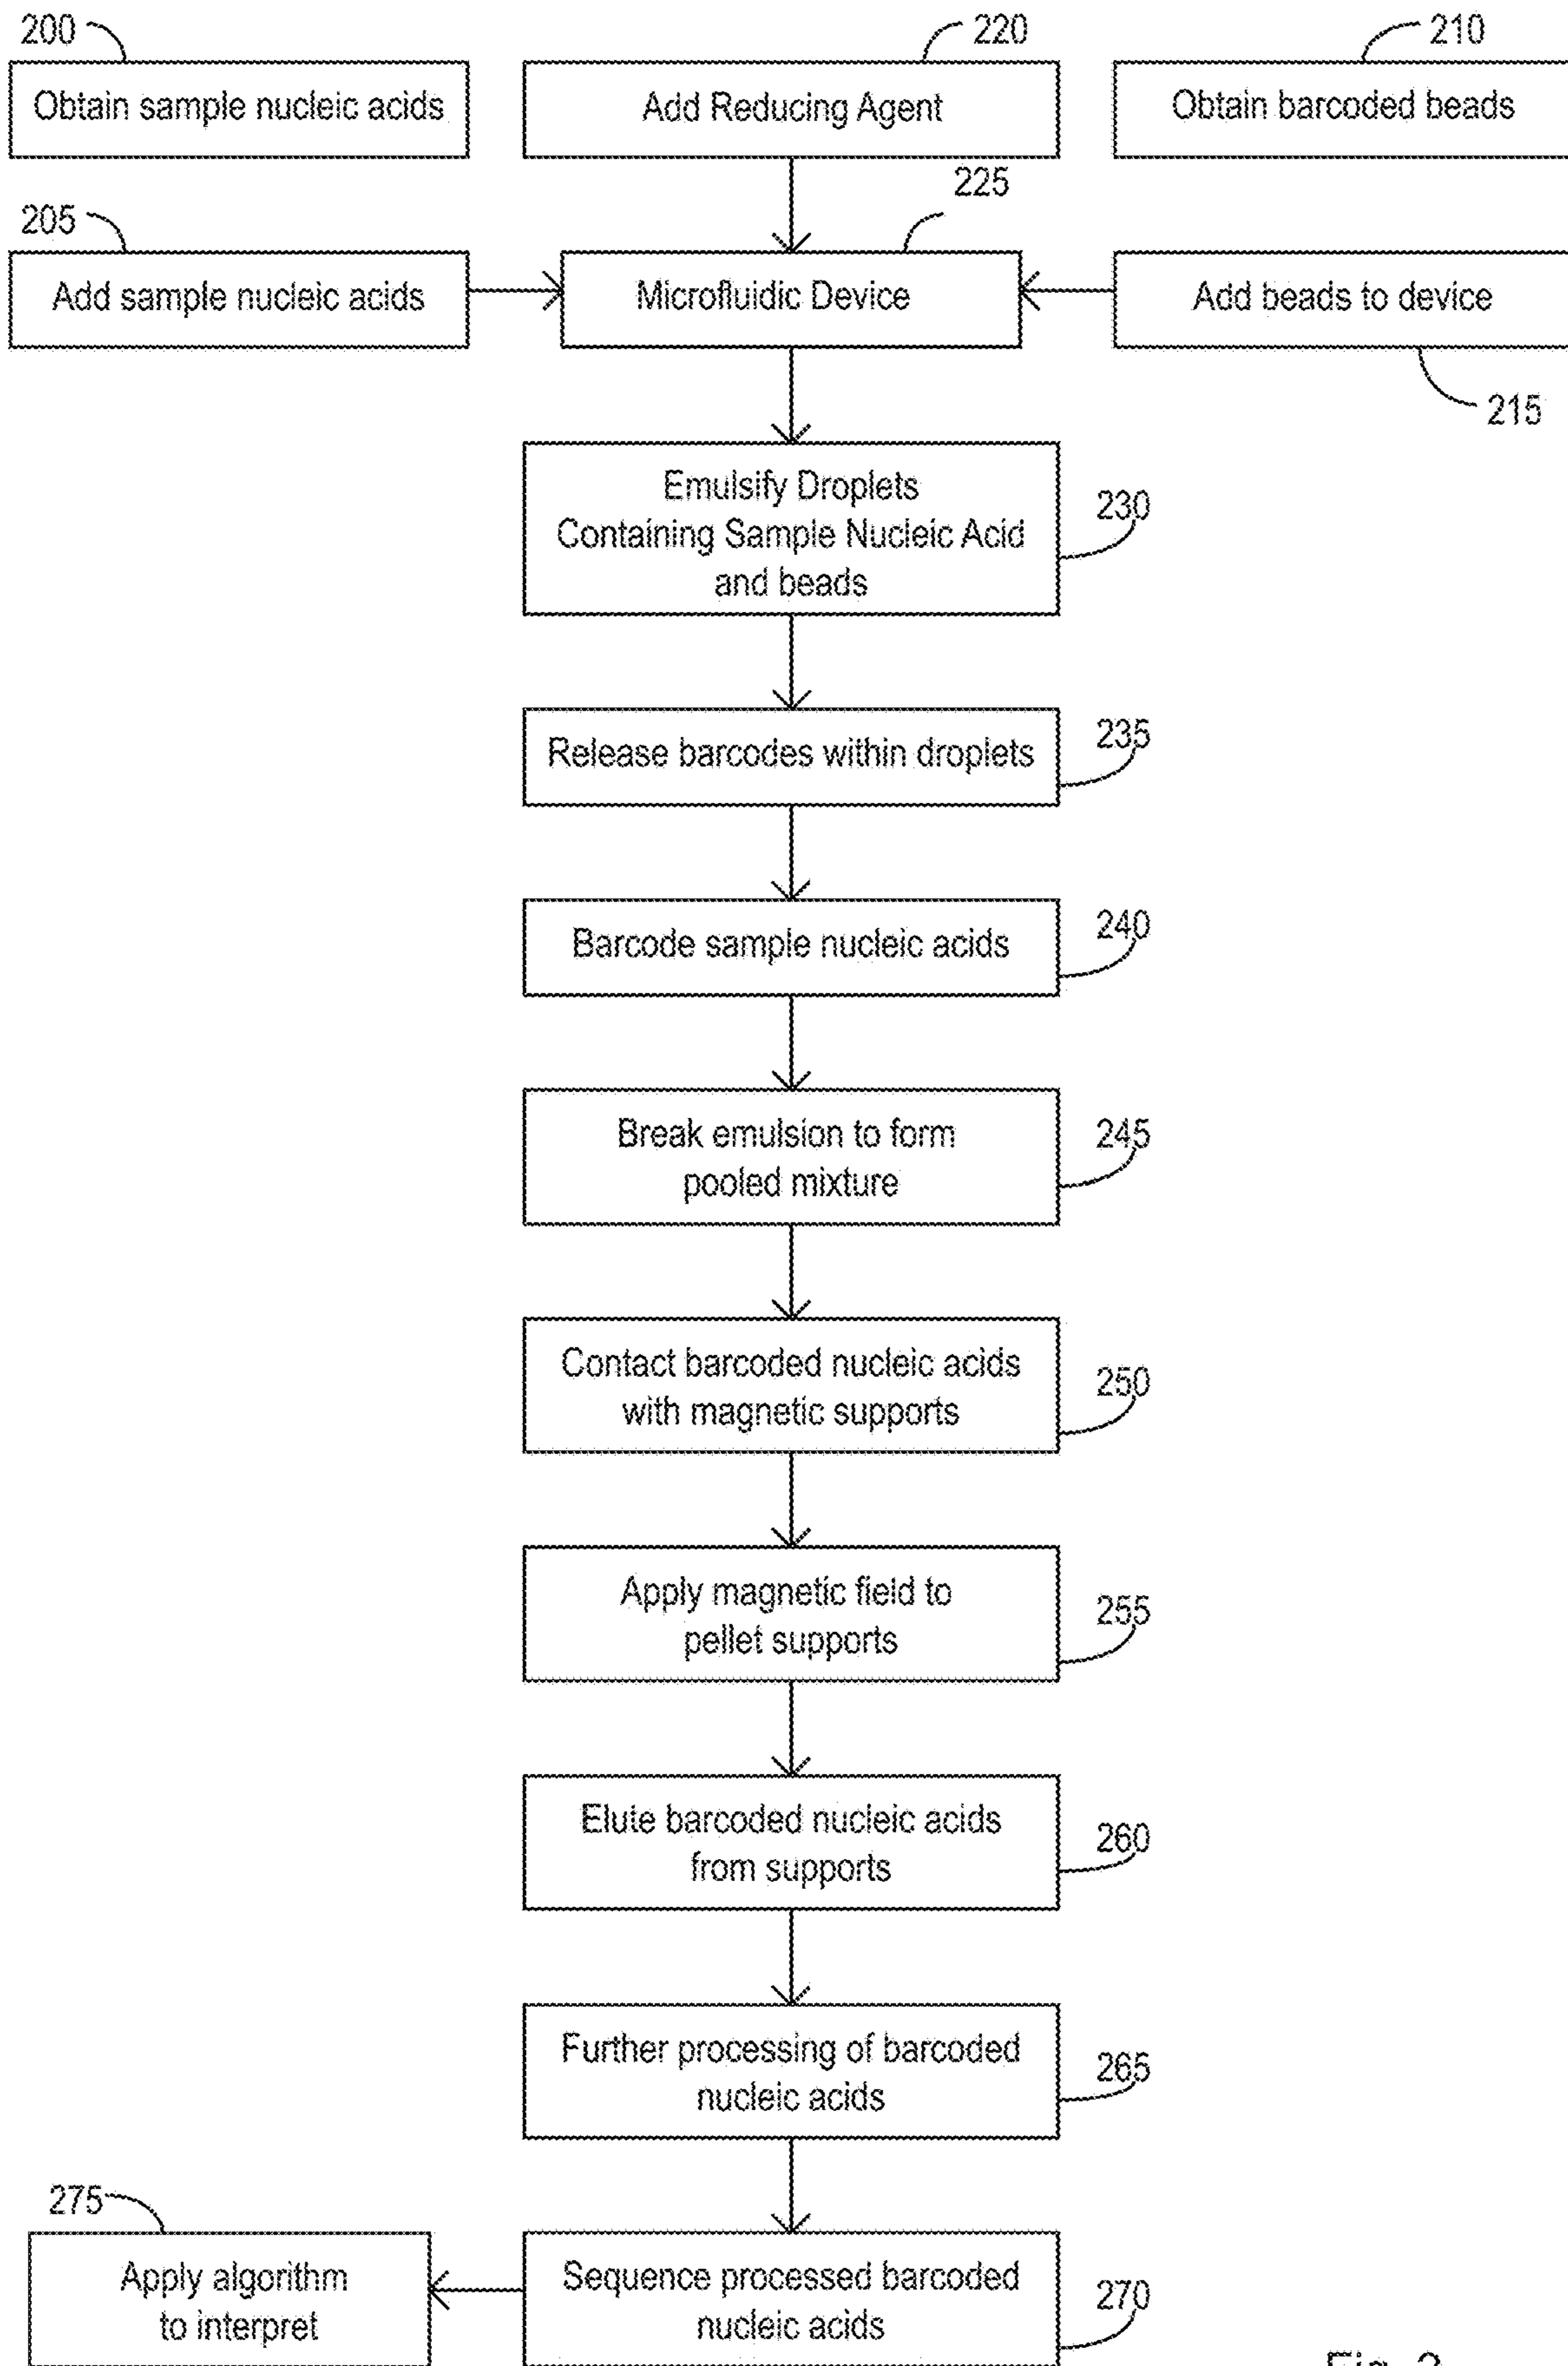 200
220
210
Obtain sample nucleic acids
Add Reducing Agent
Obtain barcoded beads
225
205
Add sample nucleic acids
Microfluidic Device
Add beads to device
215
Emulsify Droplets
Containing Sample Nucleic Acid
and beads
230
Release barcodes within droplets
235
Barcode sample nucleic acids
240
Break emulsion to form
pooled mixture
245
Contact barcoded nucleic acids
with magnetic supports
250
Apply magnetic field to
pellet supports
255
Elute barcoded nucleic acids
from supports
260
Further processing of barcoded
nucleic acids
265
275
Apply algorithm
to interpret
Sequence processed barcoded
nucleic acids
270